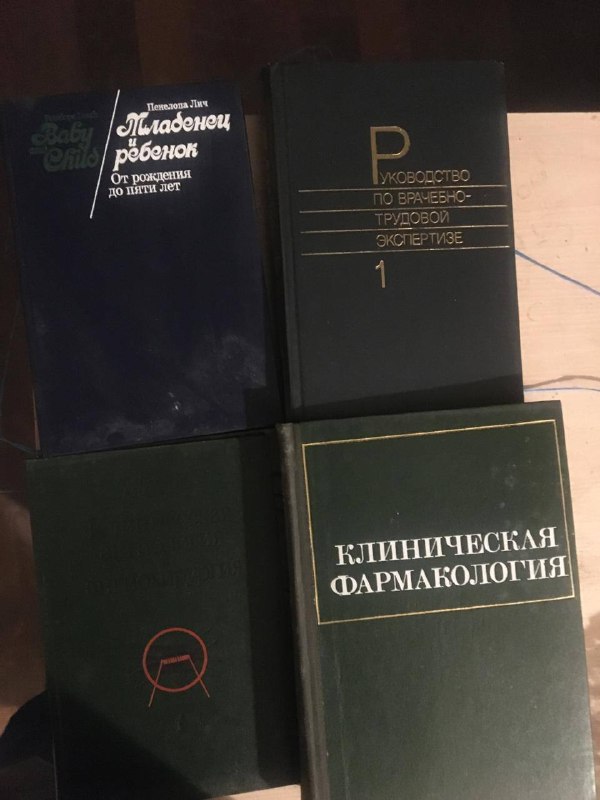 Пенелопа Лич
Baby
Child
Младенец
и
ребенок
От рождения
до пяти лет
Руководство
по врачебно-
трудовой
экспертизе
1
КЛИНИЧЕСКАЯ
ФАРМАКОЛОГИЯ